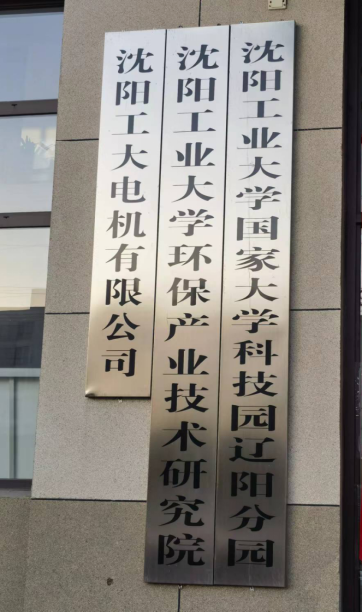 沈阳工业大学国家大学科技园辽阳分园
沈阳工业大学环保产业技术研究院
沈阳工大电机有限公司